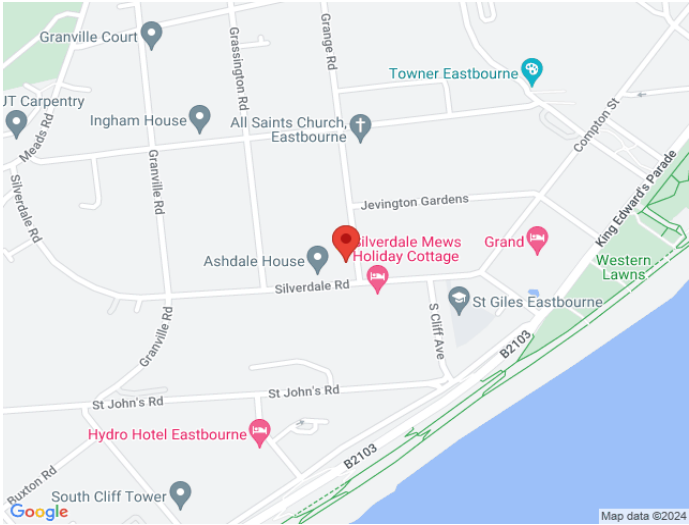 Granville Court
Grassington Rd
Grange Rd
Towner Eastbourne
JT Carpentry
Ingham House
All Saints Church,
Eastbourne
Compton St
Meads Rd
Granville Rd
Silverdale Rd
Jevington Gardens
King Edward's Parade
Ashdale House
Silverdale Mews
Holiday Cottage
Grand
Western
Lawns
Silverdale Rd
St Giles Eastbourne
S Cliff Ave
Granville Rd
B2103
St John's Rd
St John's Rd
Hydro Hotel Eastbourne
B2103
Buxton Rd
South Cliff Tower
Google
Map data ©2024